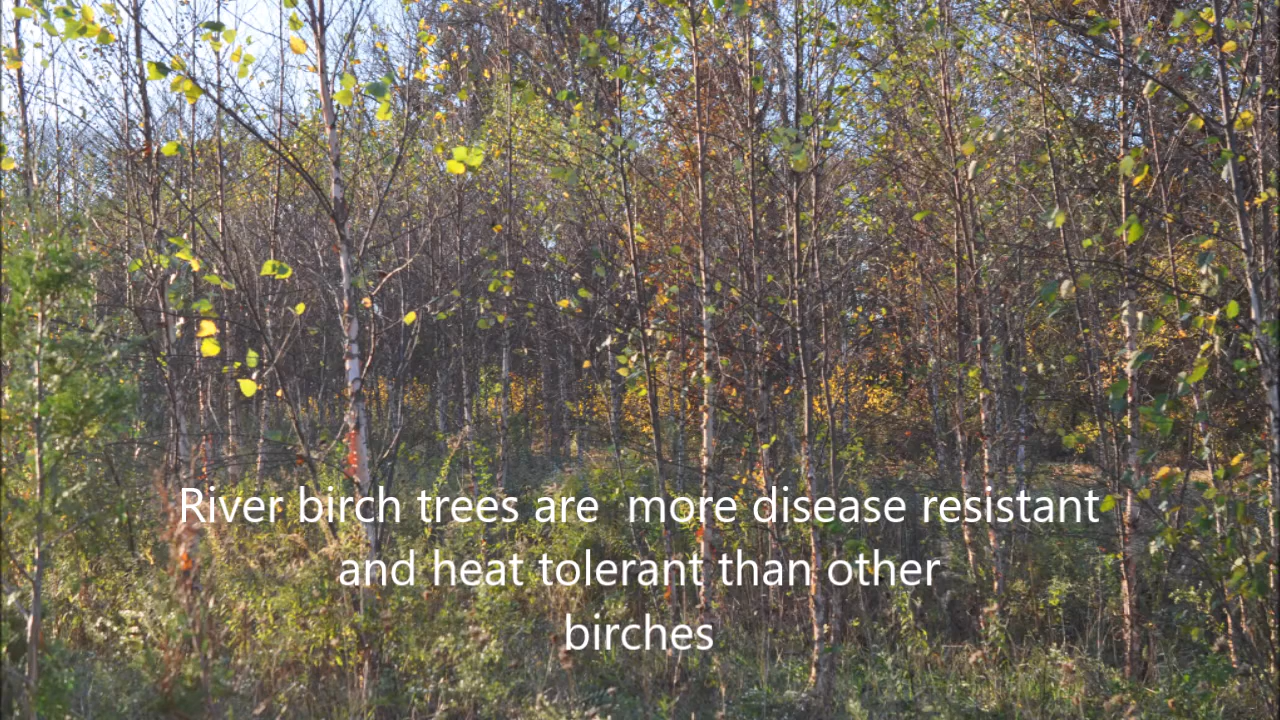 River birch trees are  more disease resistant
and heat tolerant than other
birches